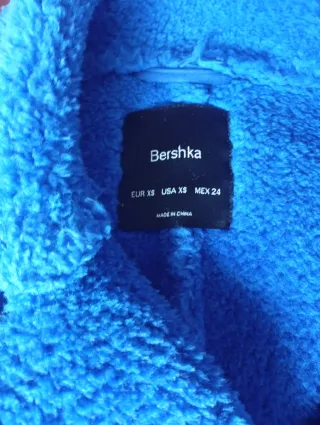 Bershka
EUR XS USA XS MEX 24
MADE IN CHINA